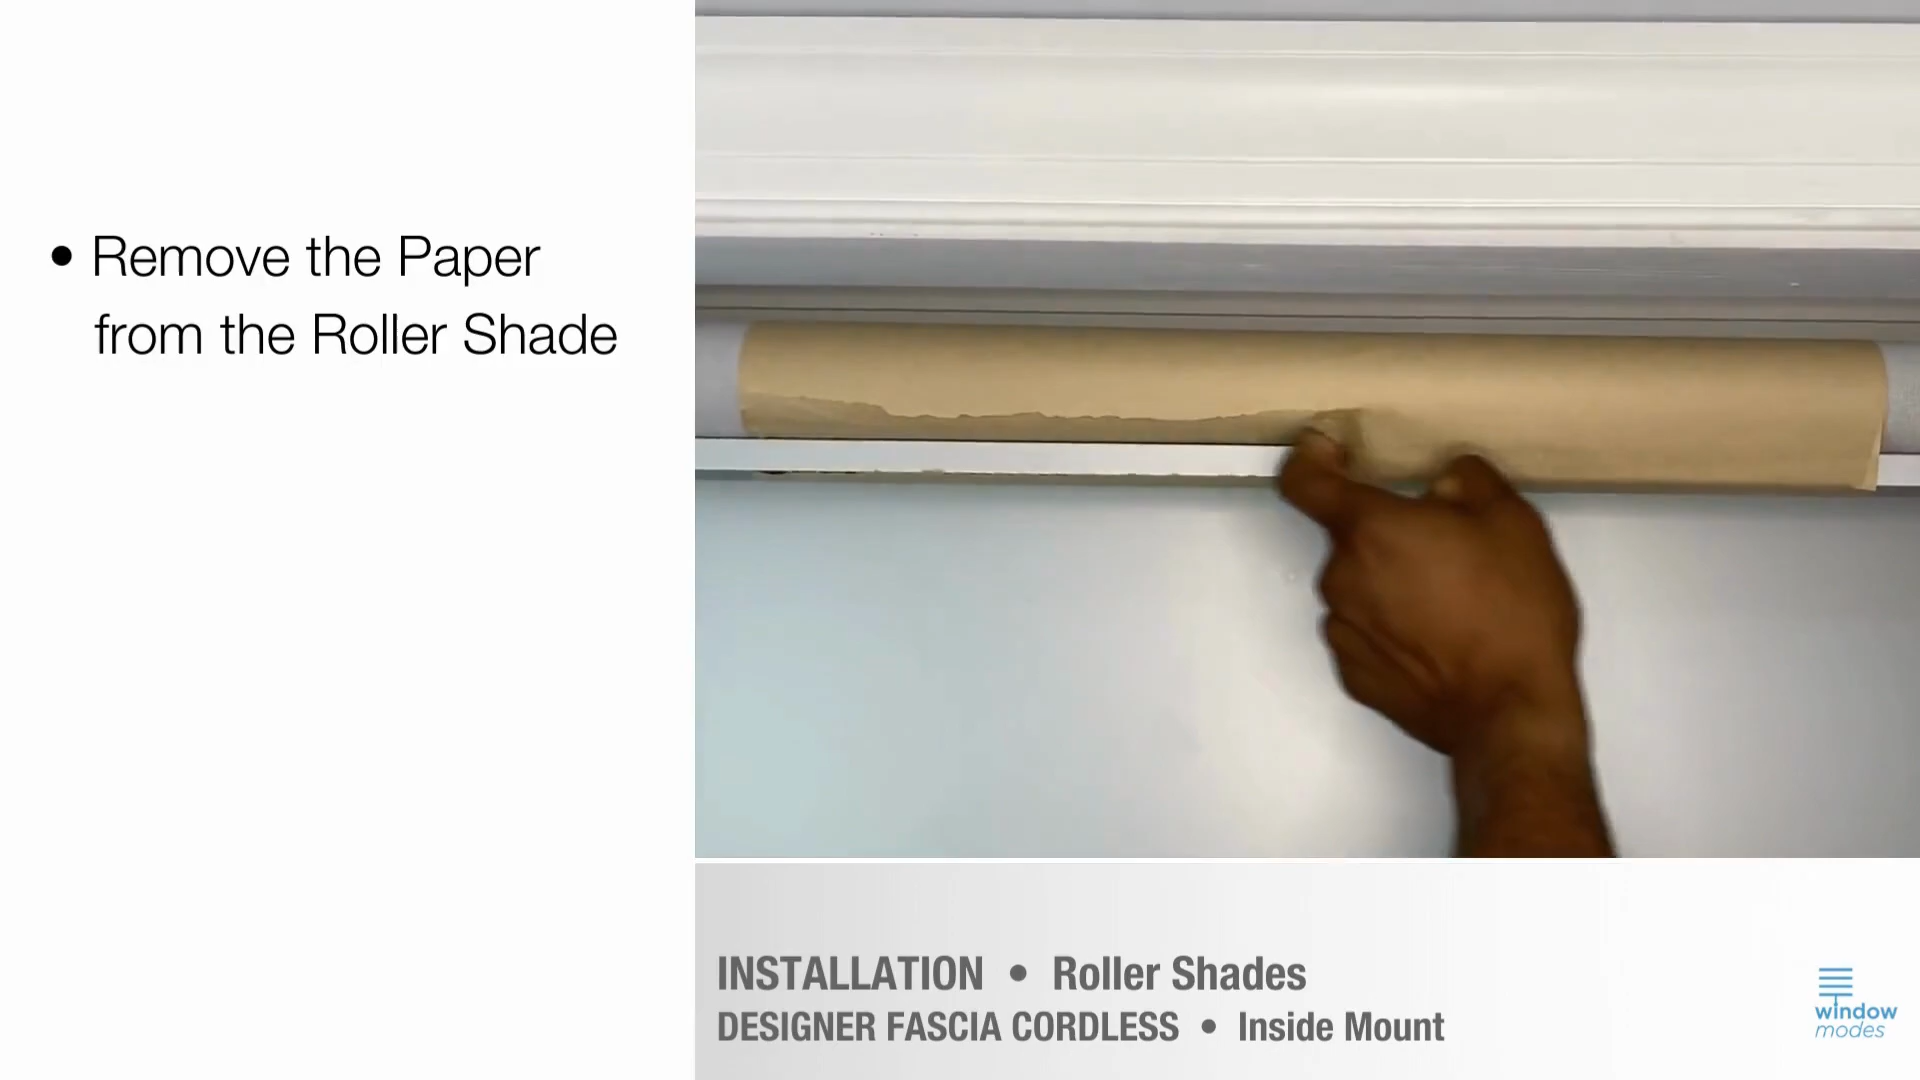 • Remove the Paper
from the Roller Shade
INSTALLATION • Roller Shades
DESIGNER FASCIA CORDLESS • Inside Mount
window
modes